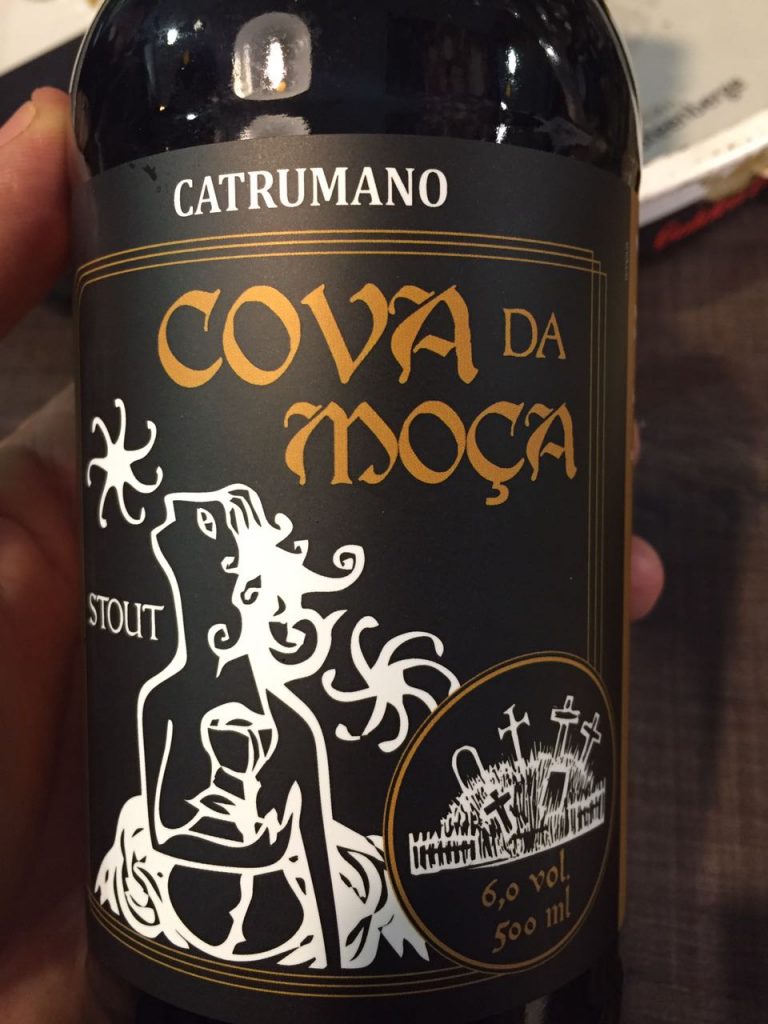 CATRUMANO
COVA DA
MOÇA
STOUT
6,0 vol.
500 ml